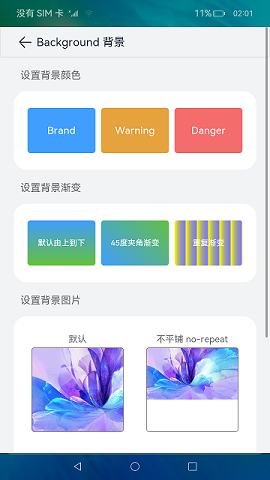 没有 SIM 卡 11% 02:01
Background 背景
设置背景颜色
Brand Warning Danger
设置背景渐变
默认由上到下 45度夹角渐变 重复渐变
设置背景图片
默认 不平铺 no-repeat